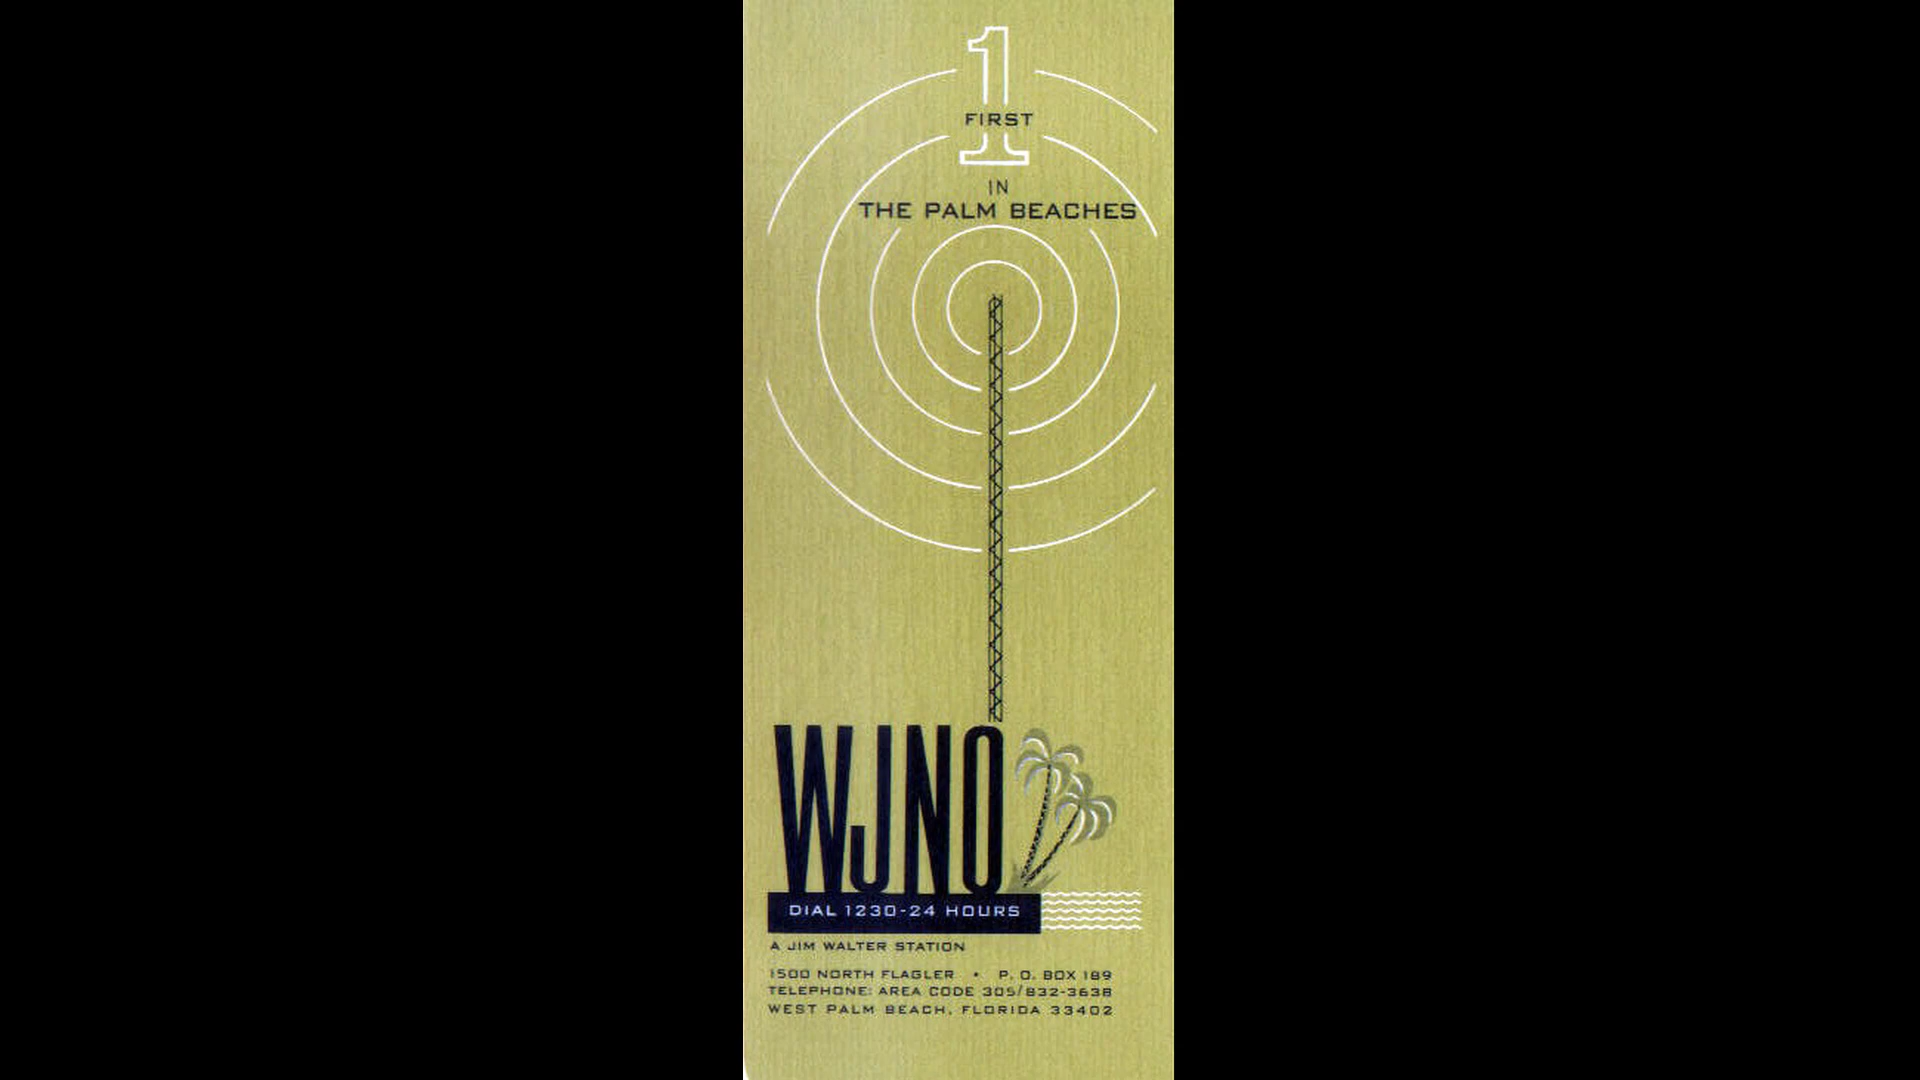 1
FIRST
IN
THE PALM BEACHES
WJNO
DIAL 1230-24 HOURS
A JIM WALTER STATION
1500 NORTH FLAGLER • P. O. BOX 189
TELEPHONE: AREA CODE 305/832-3638
WEST PALM BEACH, FLORIDA 33402